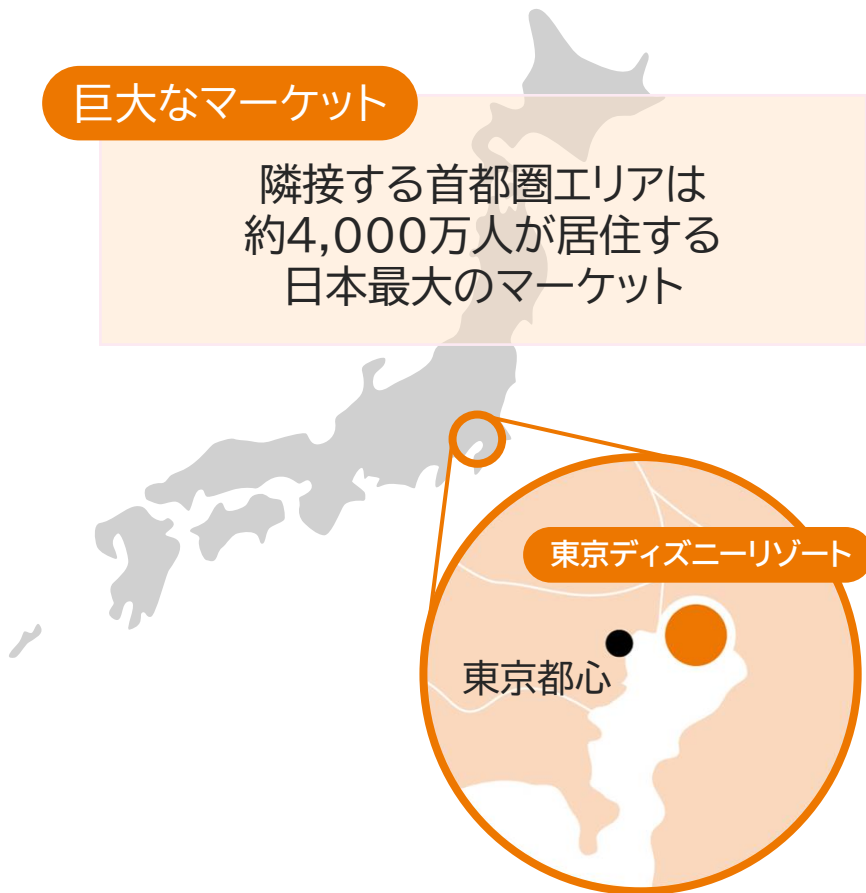 巨大なマーケット
隣接する首都圏エリアは
約4,000万人が居住する
日本最大のマーケット
東京ディズニーリゾート
東京都心